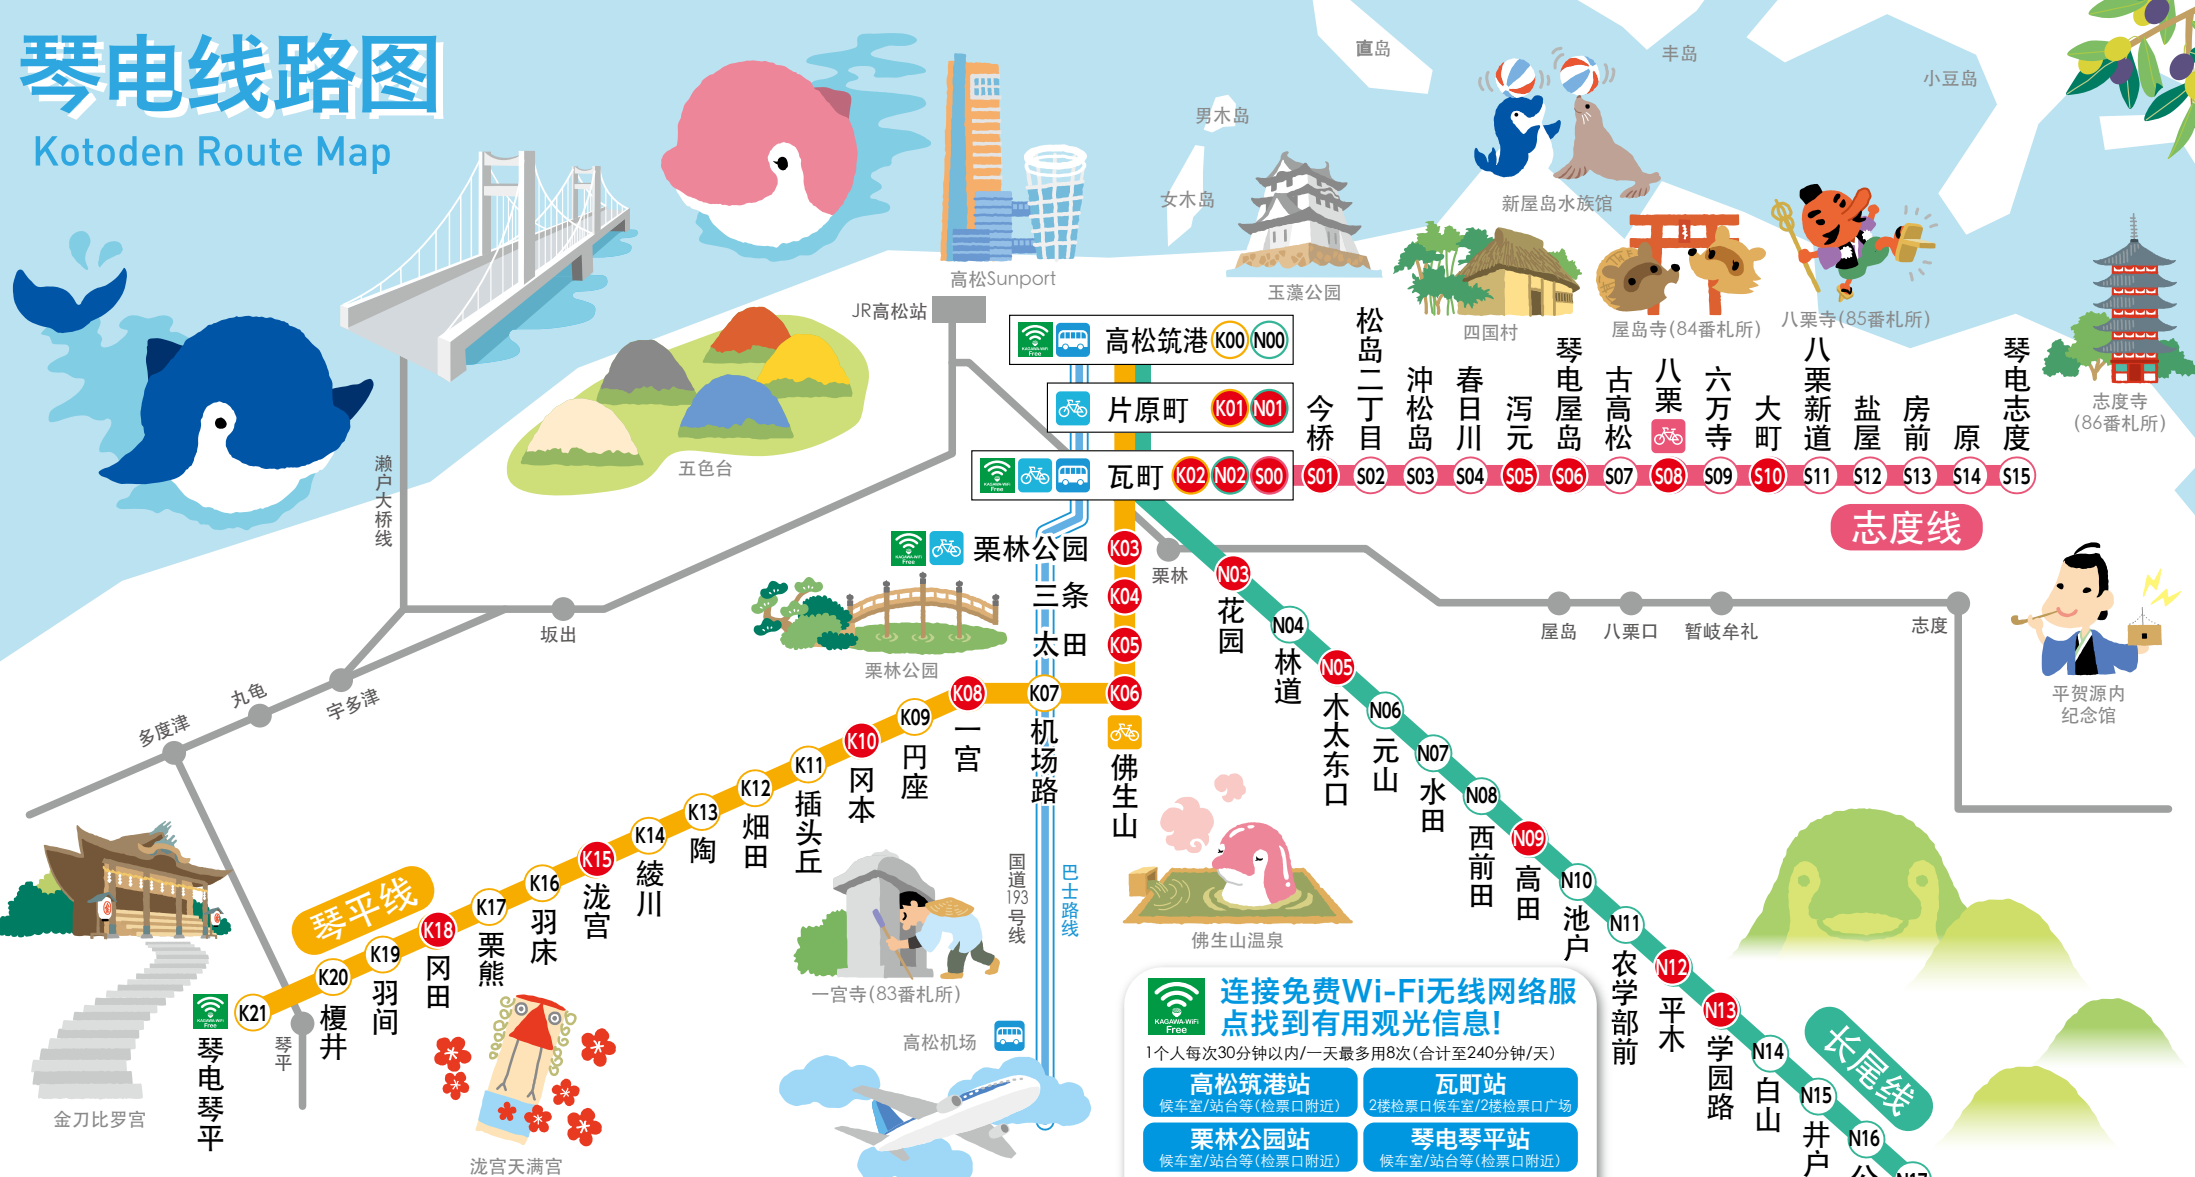 琴电线路图
Kotoden Route Map
直岛
丰岛
小豆岛
男木岛
女木岛
高松Sunport
玉藻公园
新屋岛水族馆
四国村
屋岛寺(84番札所)
八栗寺(85番札所)
志度寺
(86番札所)
JR高松站
KAGAWA-WiFi
Free
高松筑港 K00 N00
片原町 K01 N01
KAGAWA-WiFi
Free
瓦町 K02 N02 S00
S01 今桥
S02 松岛二丁目
S03 沖松岛
S04 春日川
S05 泻元
S06 琴电屋岛
S07 古高松
S08 八栗
S09 六万寺
S10 大町
S11 八栗新道
S12 盐屋
S13 房前
S14 原
S15 琴电志度
志度线
五色台
濑户大桥线
坂出
宇多津
丸龟
多度津
琴平
KAGAWA-WiFi
Free
栗林公园 K03
三条 K04
太田 K05
K06 佛生山
K07 机场路
K08 一宫
K09 円座
K10 冈本
K11 插头丘
K12 畑田
K13 陶
K14 綾川
K15 泷宫
K16 羽床
K17 栗熊
K18 冈田
K19 羽间
K20 榎井
K21 琴电琴平
KAGAWA-WiFi
Free
琴平线
栗林公园
栗林
屋岛
八栗口
暂岐牟礼
志度
平贺源内
纪念馆
N03 花园
N04 林道
N05 木太东口
N06 元山
N07 水田
N08 西前田
N09 高田
N10 池户
N11 农学部前
N12 平木
N13 学园路
N14 白山
N15 井户
N16 公
N17
长尾线
金刀比罗宫
泷宫天满宫
一宫寺(83番札所)
国道193号线
巴士路线
高松机场
佛生山温泉
KAGAWA-WiFi
Free
连接免费Wi-Fi无线网络服
点找到有用观光信息!
1个人每次30分钟以内/一天最多用8次(合计至240分钟/天)
高松筑港站
候车室/站台等(检票口附近)
瓦町站
2楼检票口候车室/2楼检票口广场
栗林公园站
候车室/站台等(检票口附近)
琴电琴平站
候车室/站台等(检票口附近)